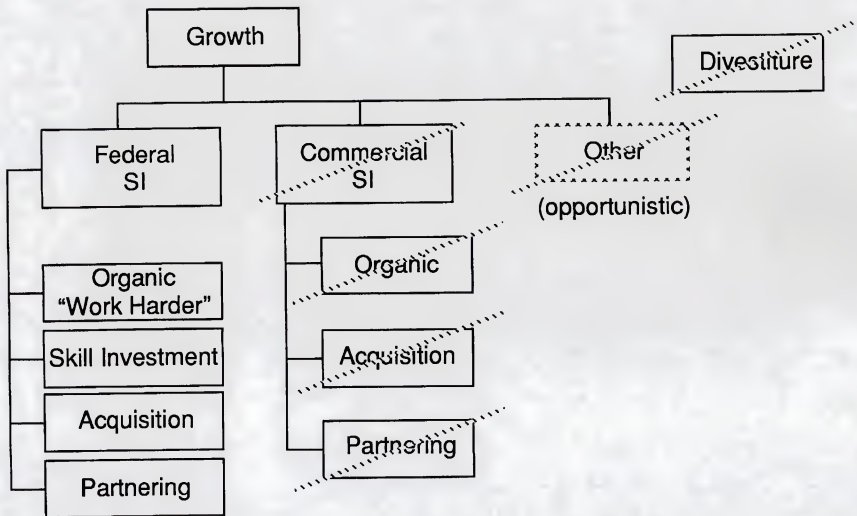 Growth
Divestiture
Federal
SI
Commercial
SI
Other
(opportunistic)
Organic
“Work Harder”
Skill Investment
Acquisition
Partnering
Organic
Acquisition
Partnering